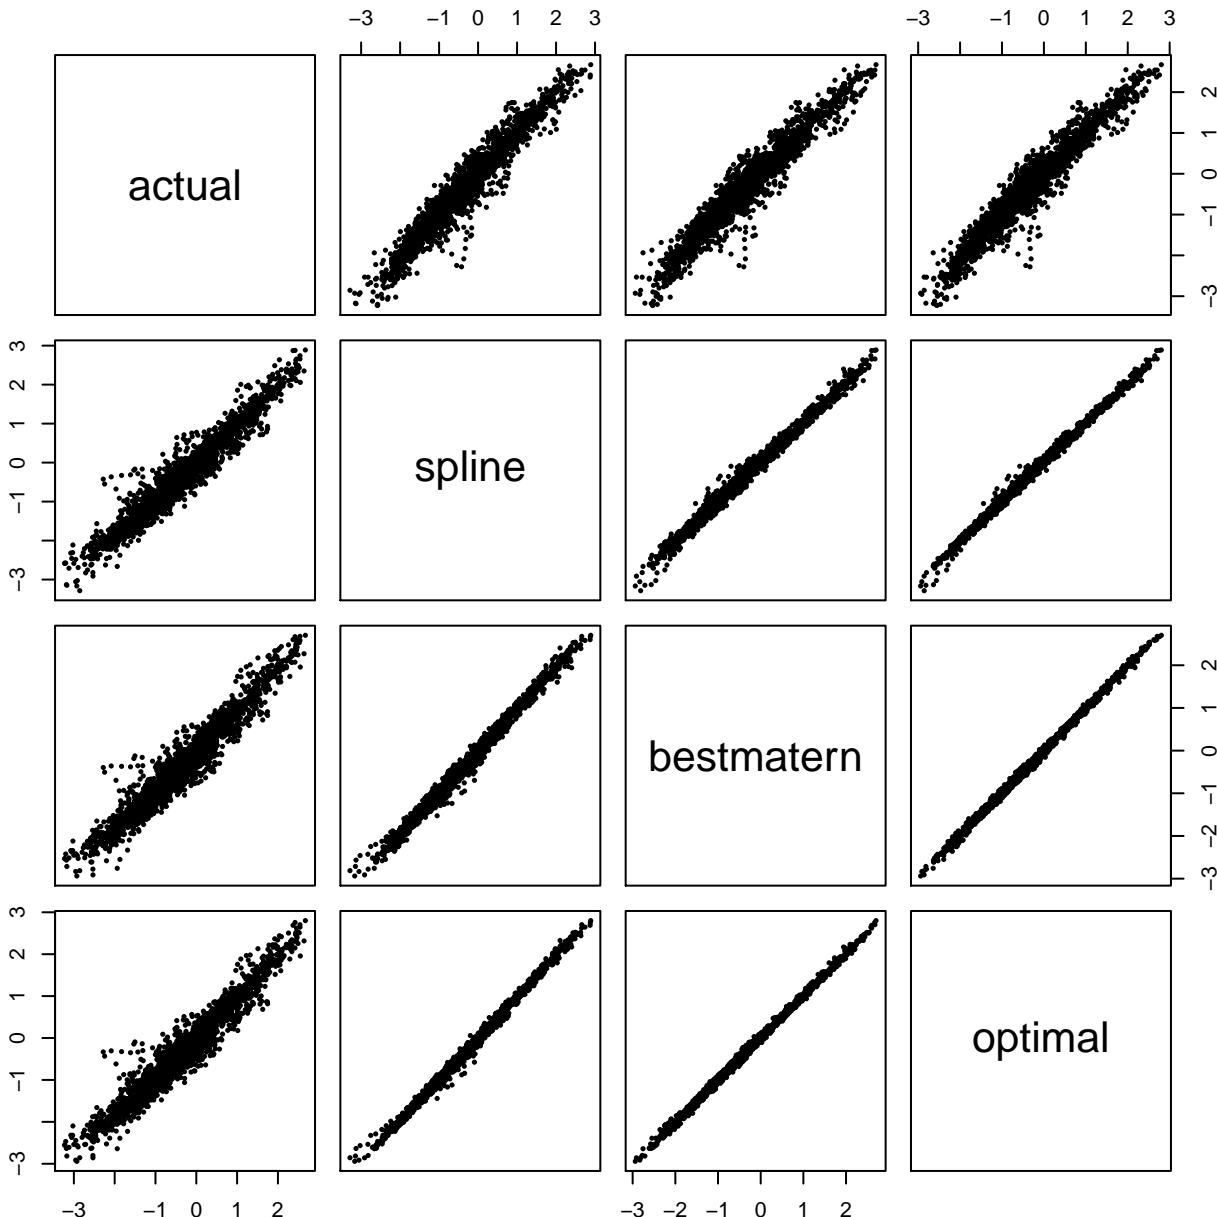 −3 −1 0 1 2 3 −3 −1 0 1 2 3
actual
−3 −1 0 1 2
−3 −1 0 1 2 3
spline
bestmatern
−3 −2 −1 0 1 2
−3 −1 0 1 2 3
optimal
−3 −1 0 1 2 −3 −2 −1 0 1 2